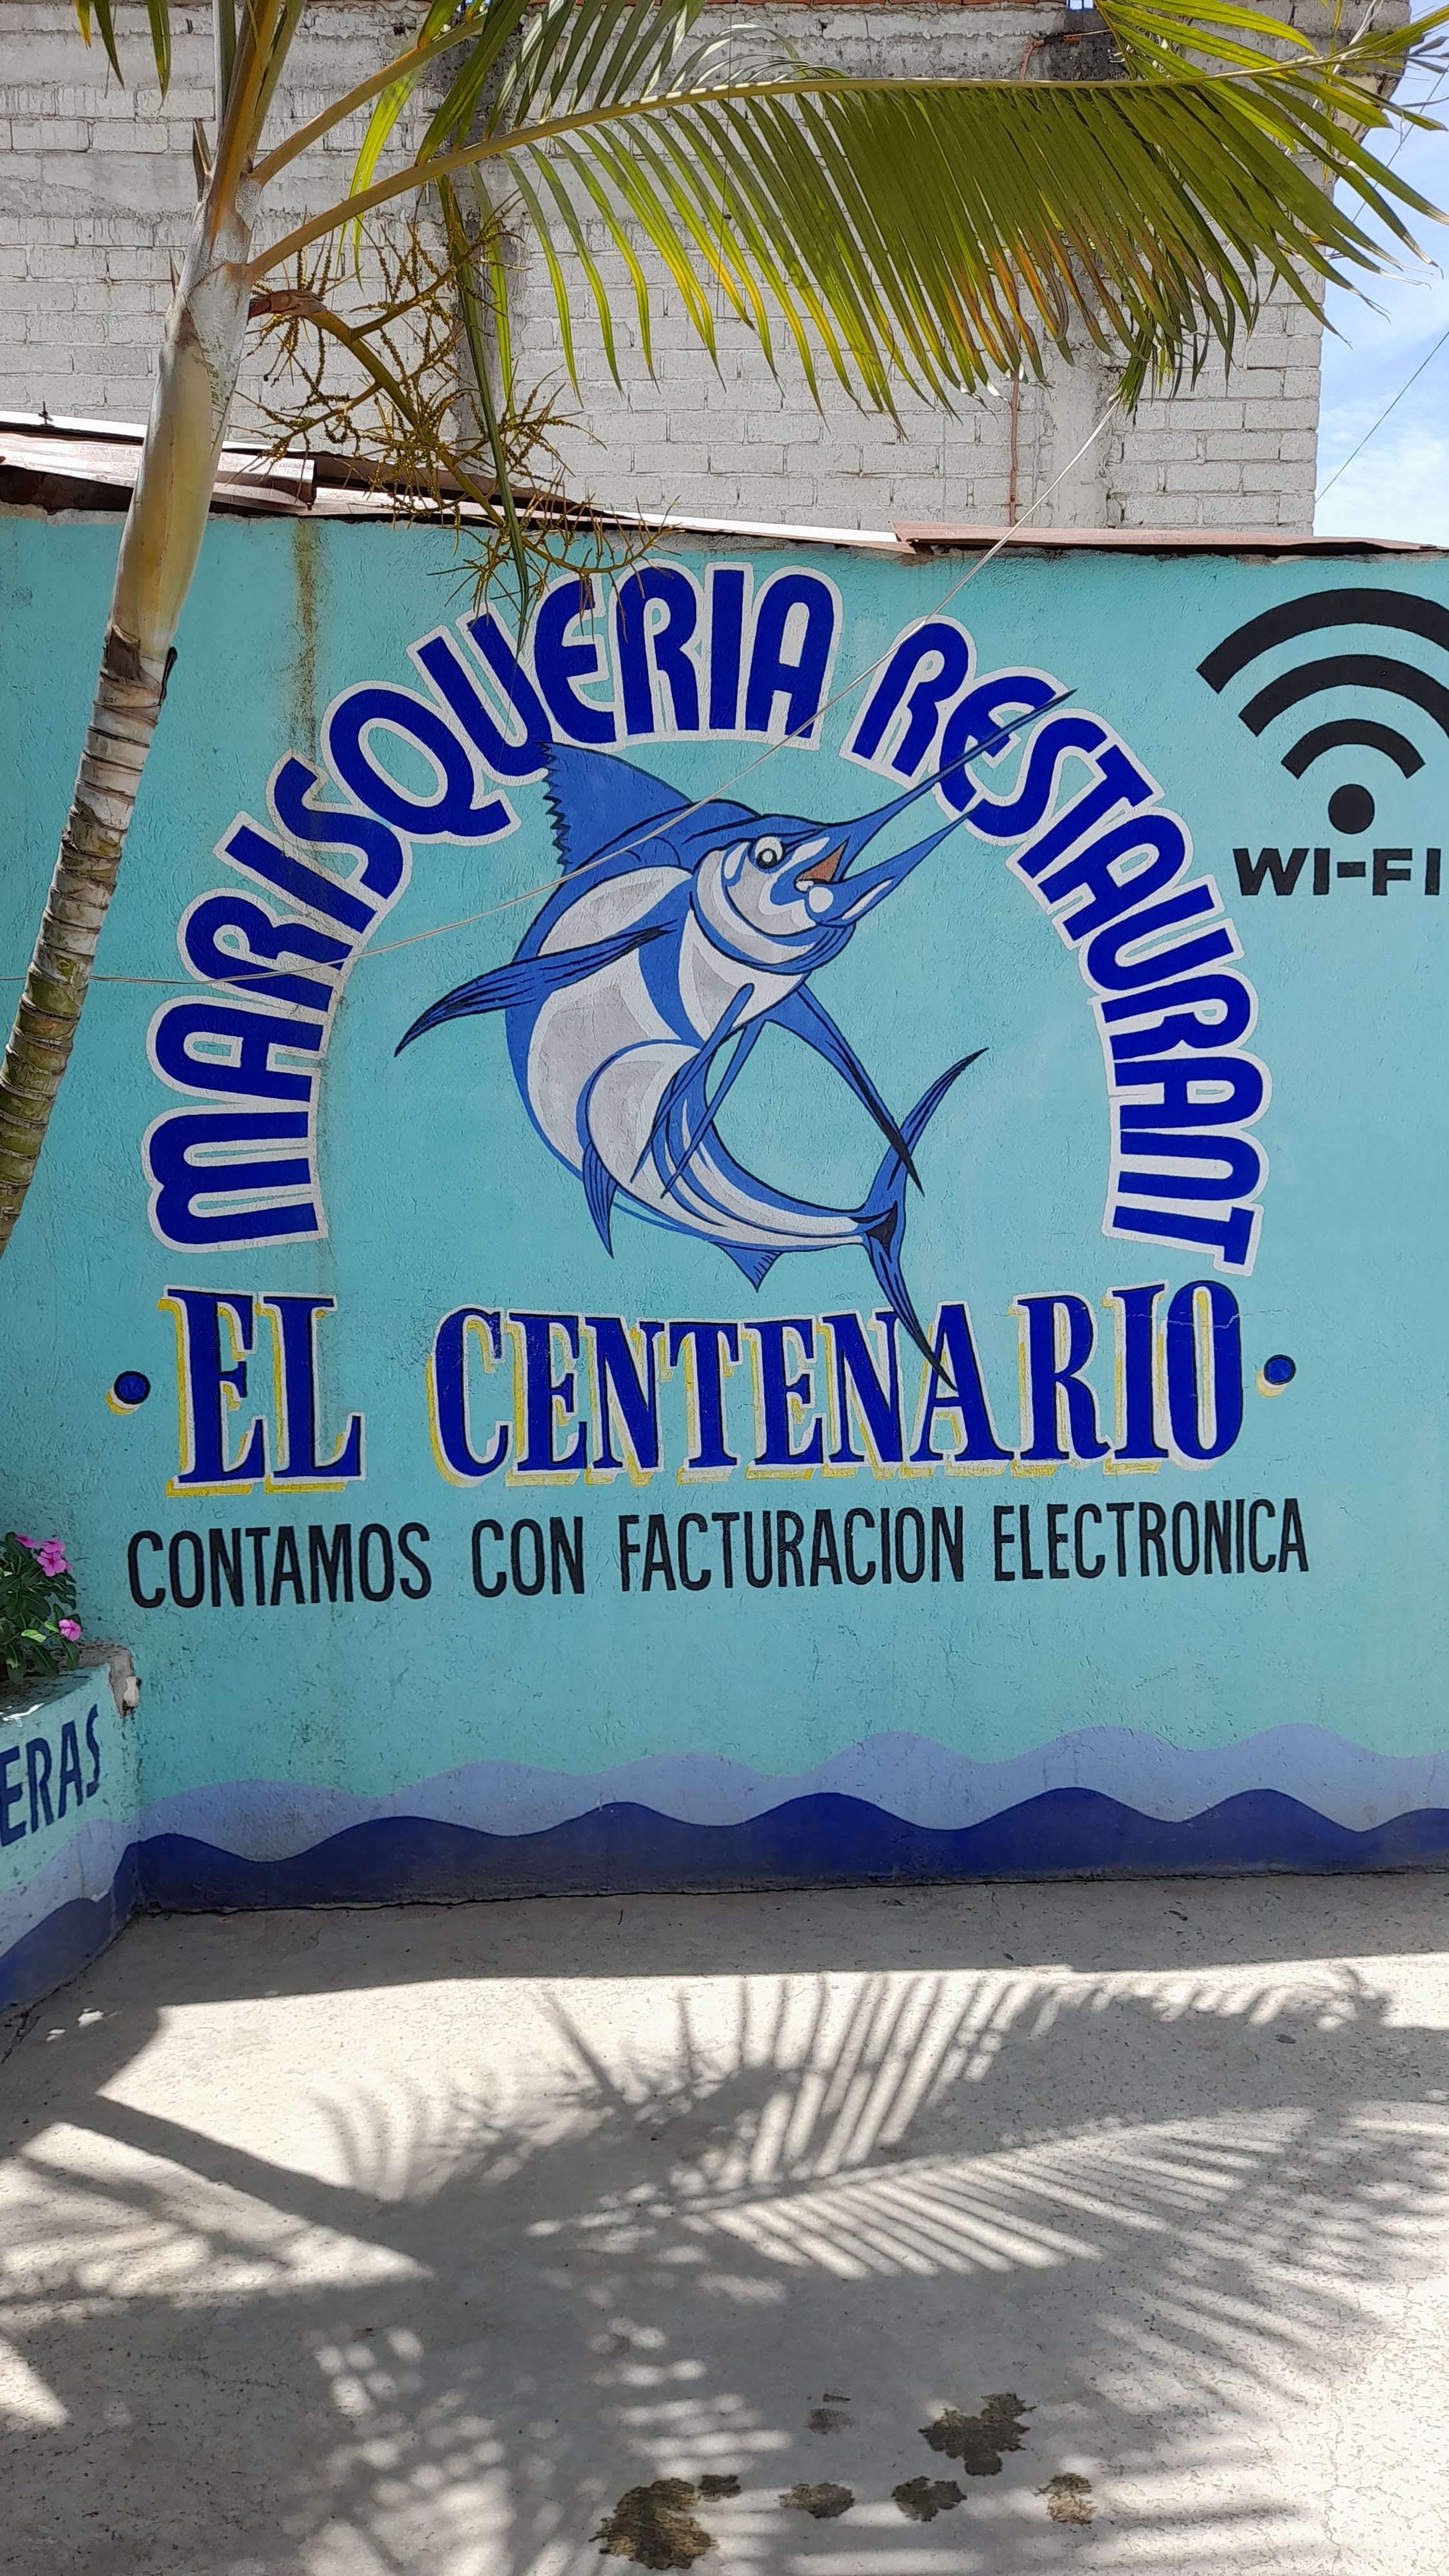 MARISQUERIA RESTAURANT
WI-FI
EL CENTENARIO
CONTAMOS CON FACTURACION ELECTRONICA
ERAS